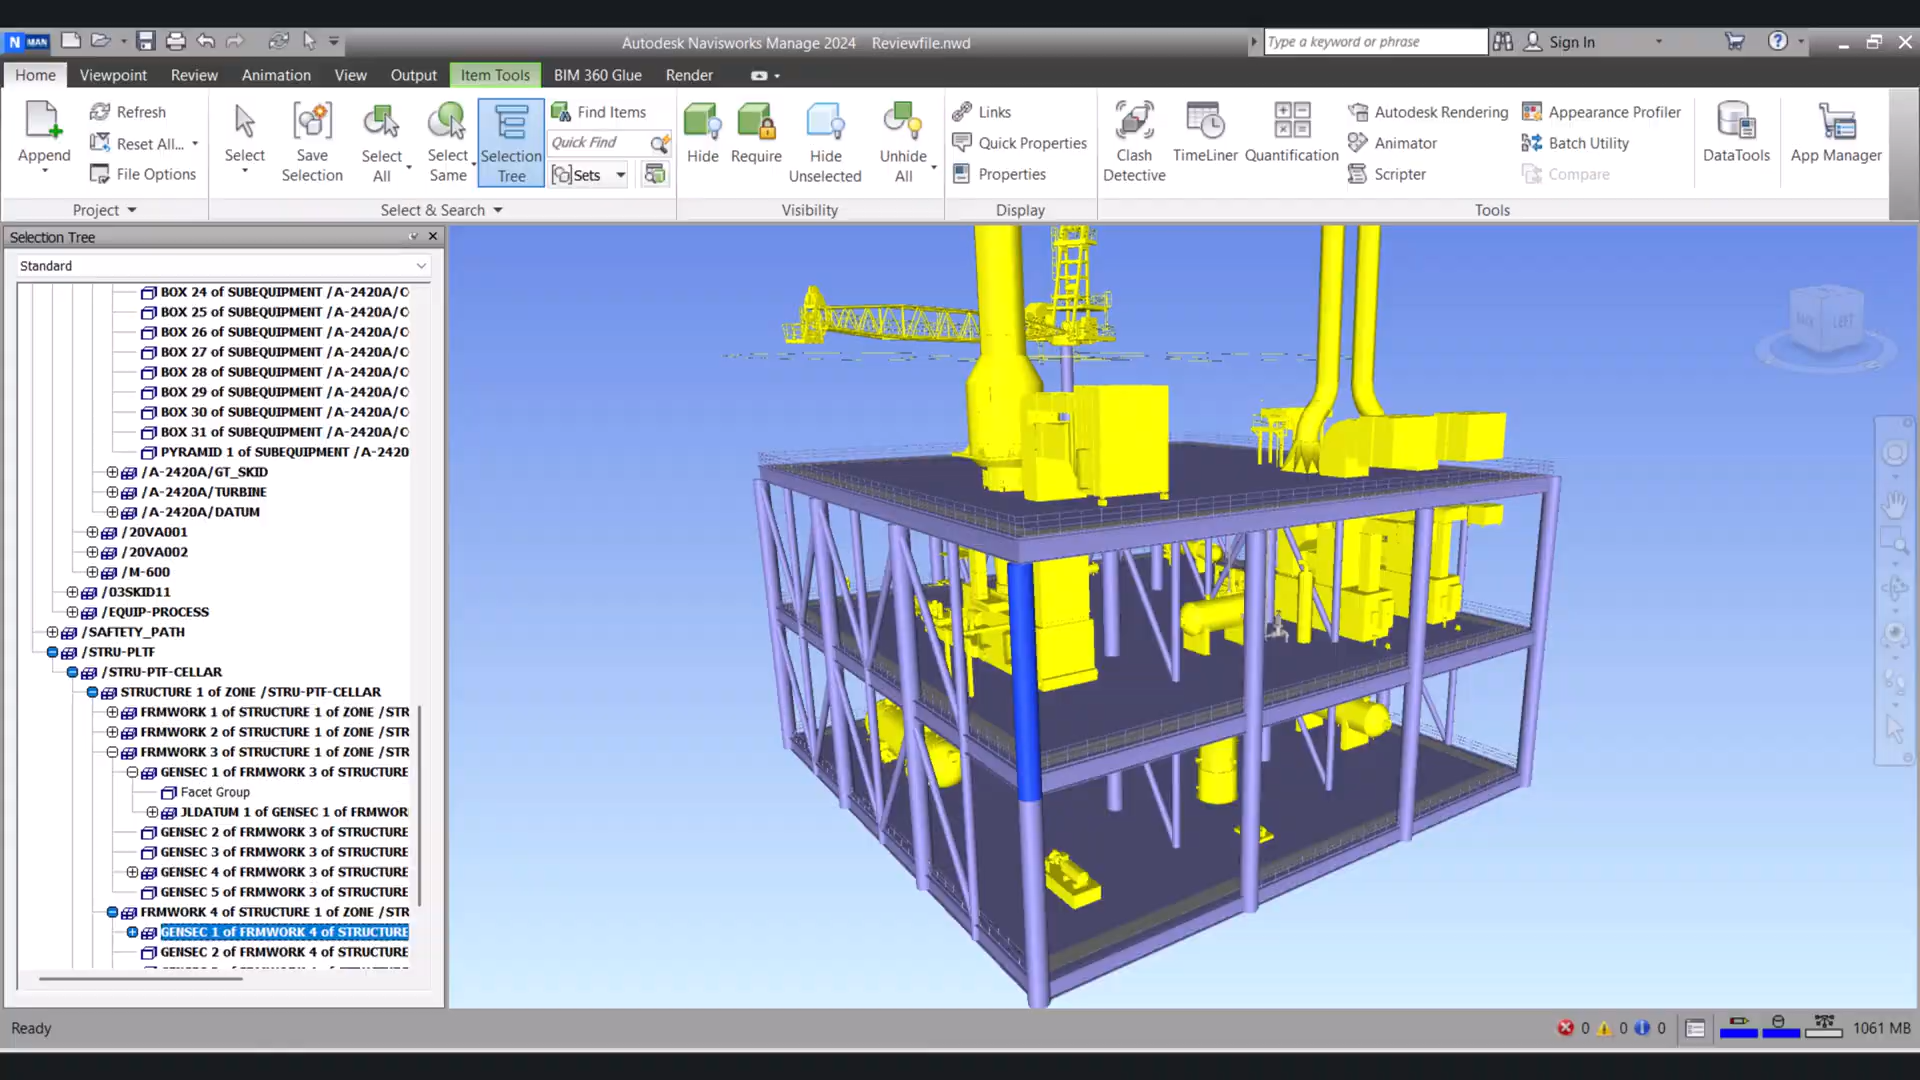 N MAN
Autodesk Navisworks Manage 2024 Reviewfile.nwd
Type a keyword or phrase
Sign In
Home Viewpoint Review Animation View Output Item Tools BIM 360 Glue Render
Append
Refresh
Reset All...
File Options
Project
Select
Save Selection
Select All
Select Same
Selection Tree
Find Items
Quick Find
Sets
Select & Search
Hide
Require
Hide Unselected
Unhide All
Visibility
Links
Quick Properties
Properties
Display
Clash Detective
TimeLiner
Quantification
Autodesk Rendering
Animator
Scripter
Appearance Profiler
Batch Utility
Compare
Tools
DataTools
App Manager
Selection Tree
Standard
BOX 24 of SUBEQUIPMENT /A-2420A/C
BOX 25 of SUBEQUIPMENT /A-2420A/C
BOX 26 of SUBEQUIPMENT /A-2420A/C
BOX 27 of SUBEQUIPMENT /A-2420A/C
BOX 28 of SUBEQUIPMENT /A-2420A/C
BOX 29 of SUBEQUIPMENT /A-2420A/C
BOX 30 of SUBEQUIPMENT /A-2420A/C
BOX 31 of SUBEQUIPMENT /A-2420A/C
PYRAMID 1 of SUBEQUIPMENT /A-2420
/A-2420A/GT_SKID
/A-2420A/TURBINE
/A-2420A/DATUM
/20VA001
/20VA002
/M-600
/03SKID11
/EQUIP-PROCESS
/SAFTETY_PATH
/STRU-PLTF
/STRU-PTF-CELLAR
STRUCTURE 1 of ZONE /STRU-PTF-CELLAR
FRMWORK 1 of STRUCTURE 1 of ZONE /STR
FRMWORK 2 of STRUCTURE 1 of ZONE /STR
FRMWORK 3 of STRUCTURE 1 of ZONE /STR
GENSEC 1 of FRMWORK 3 of STRUCTURE
Facet Group
JLDATUM 1 of GENSEC 1 of FRMWOR
GENSEC 2 of FRMWORK 3 of STRUCTURE
GENSEC 3 of FRMWORK 3 of STRUCTURE
GENSEC 4 of FRMWORK 3 of STRUCTURE
GENSEC 5 of FRMWORK 3 of STRUCTURE
FRMWORK 4 of STRUCTURE 1 of ZONE /STR
GENSEC 1 of FRMWORK 4 of STRUCTURE
GENSEC 2 of FRMWORK 4 of STRUCTURE
BACK LEFT
Ready
0 0 0
1061 MB